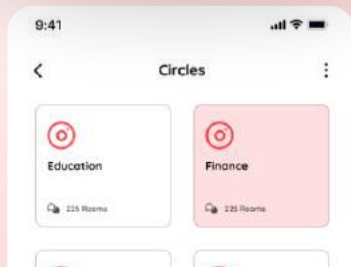 9:41
Circles
Education
Finance
225 Rooms
225 Rooms